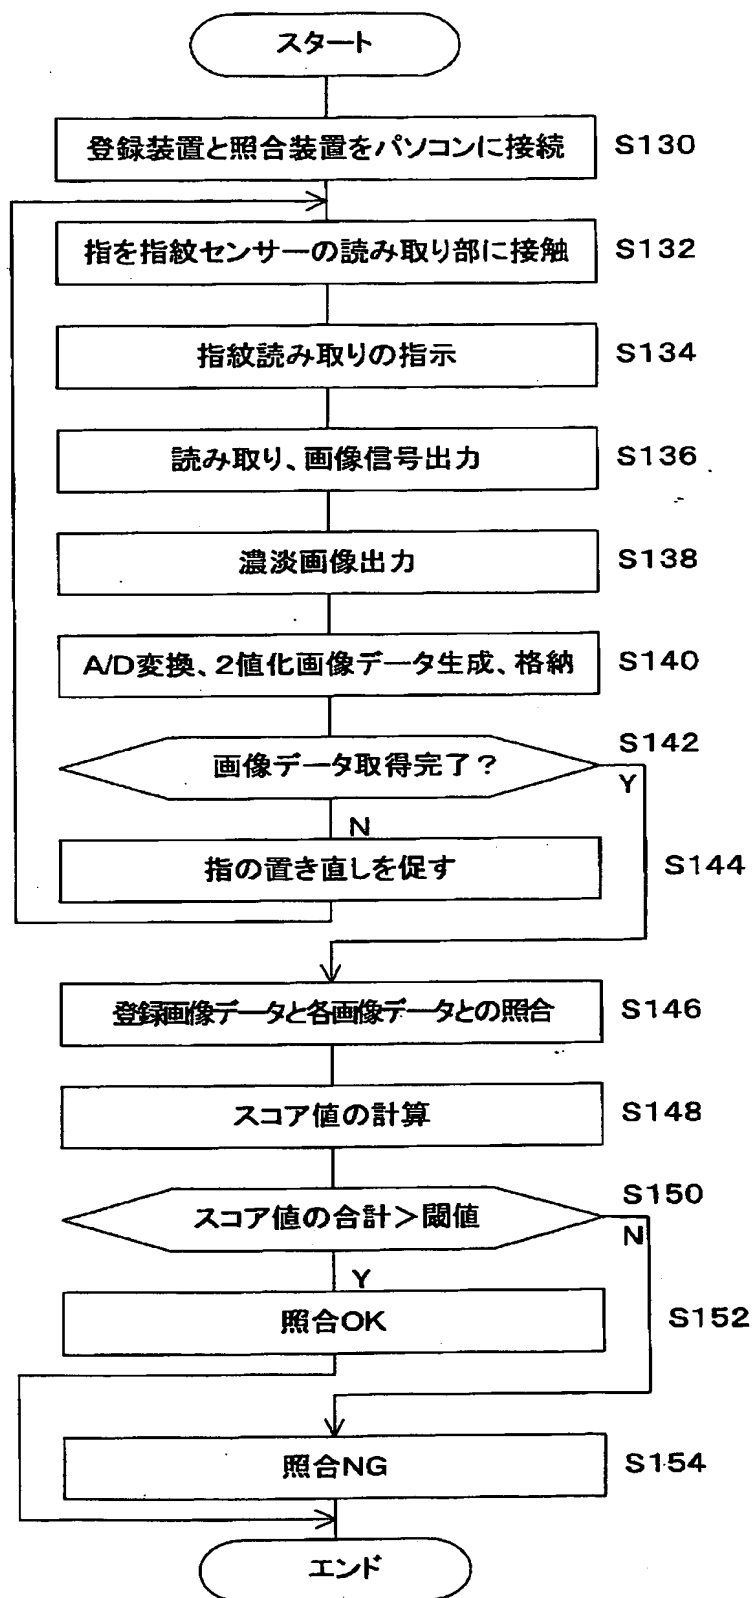 スタート
登録装置と照合装置をパソコンに接続 S130
指を指紋センサーの読み取り部に接触 S132
指紋読み取りの指示 S134
読み取り、画像信号出力 S136
濃淡画像出力 S138
A/D変換、2値化画像データ生成、格納 S140
画像データ取得完了? S142
Y
N
指の置き直しを促す S144
登録画像データと各画像データとの照合 S146
スコア値の計算 S148
スコア値の合計>閾値 S150
N
Y
照合OK S152
照合NG S154
エンド